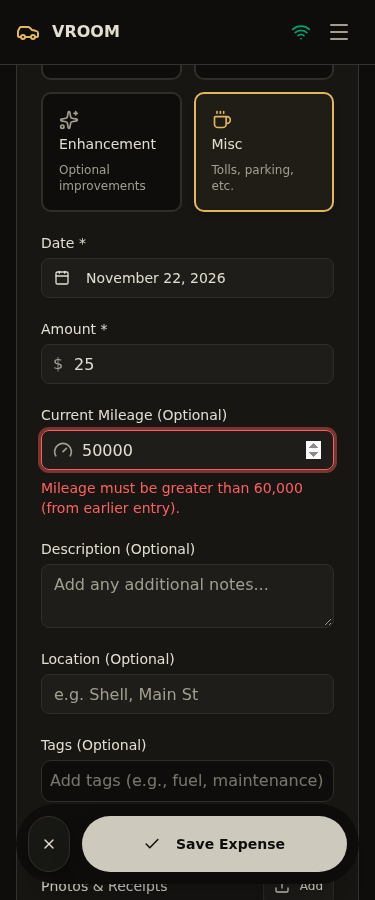 VROOM
Enhancement
Optional
improvements
Misc
Tolls, parking,
etc.
Date *
November 22, 2026
Amount *
$ 25
Current Mileage (Optional)
50000
Mileage must be greater than 60,000
(from earlier entry).
Description (Optional)
Add any additional notes...
Location (Optional)
e.g. Shell, Main St
Tags (Optional)
Add tags (e.g., fuel, maintenance)
Save Expense
Photos & Receipts
Add